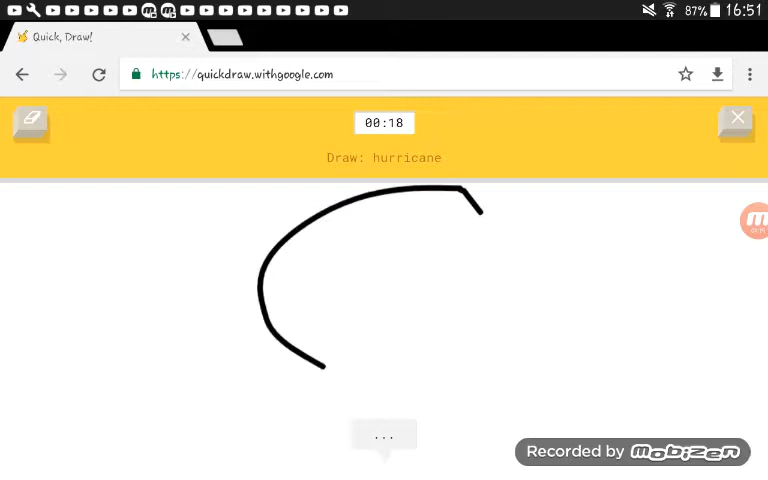 87% 16:51
Quick, Draw!
https://quickdraw.withgoogle.com
00:18
Draw: hurricane
...
Recorded by mobizen